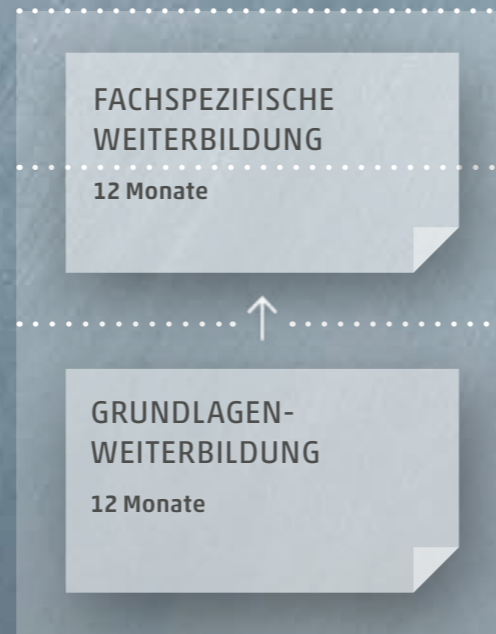 FACHSPEZIFISCHE
WEITERBILDUNG
12 Monate
GRUNDLAGEN-
WEITERBILDUNG
12 Monate